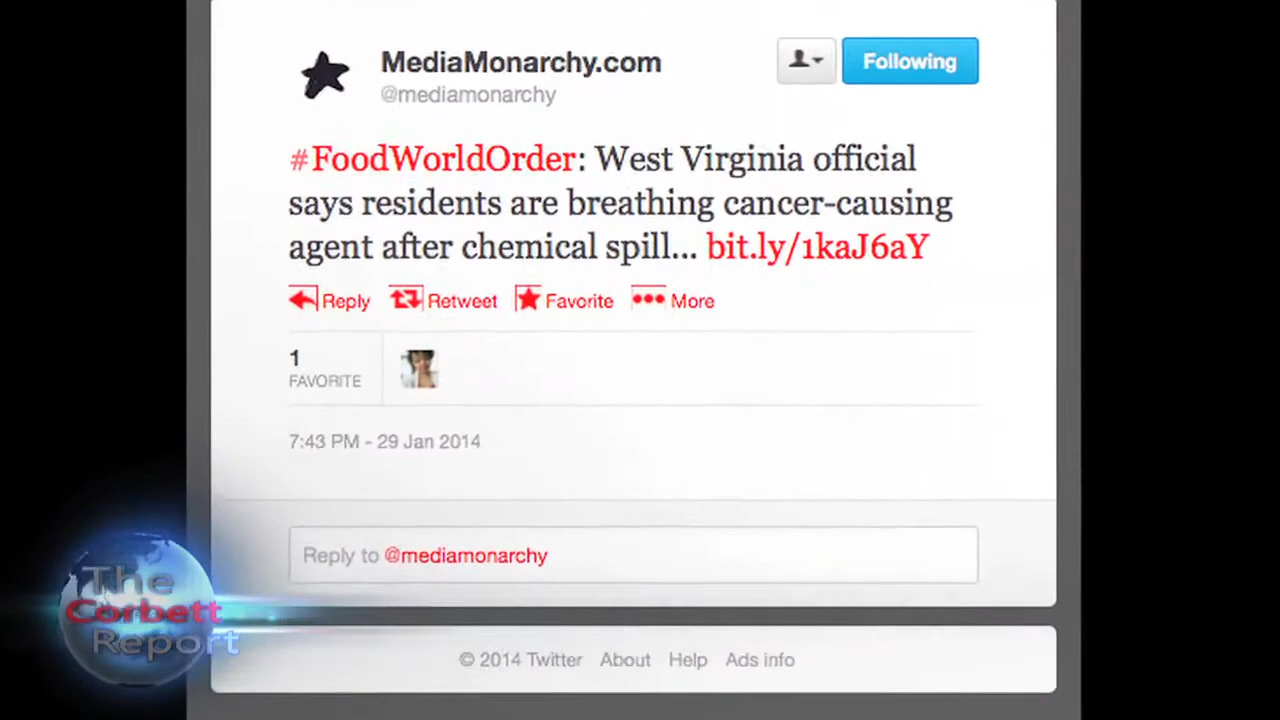 MediaMonarchy.com
@mediamonarchy
Following
#FoodWorldOrder: West Virginia official
says residents are breathing cancer-causing
agent after chemical spill... bit.ly/1kaJ6aY
Reply Retweet Favorite More
1
FAVORITE
7:43 PM - 29 Jan 2014
Reply to @mediamonarchy
The
Corbett
Report
© 2014 Twitter About Help Ads info